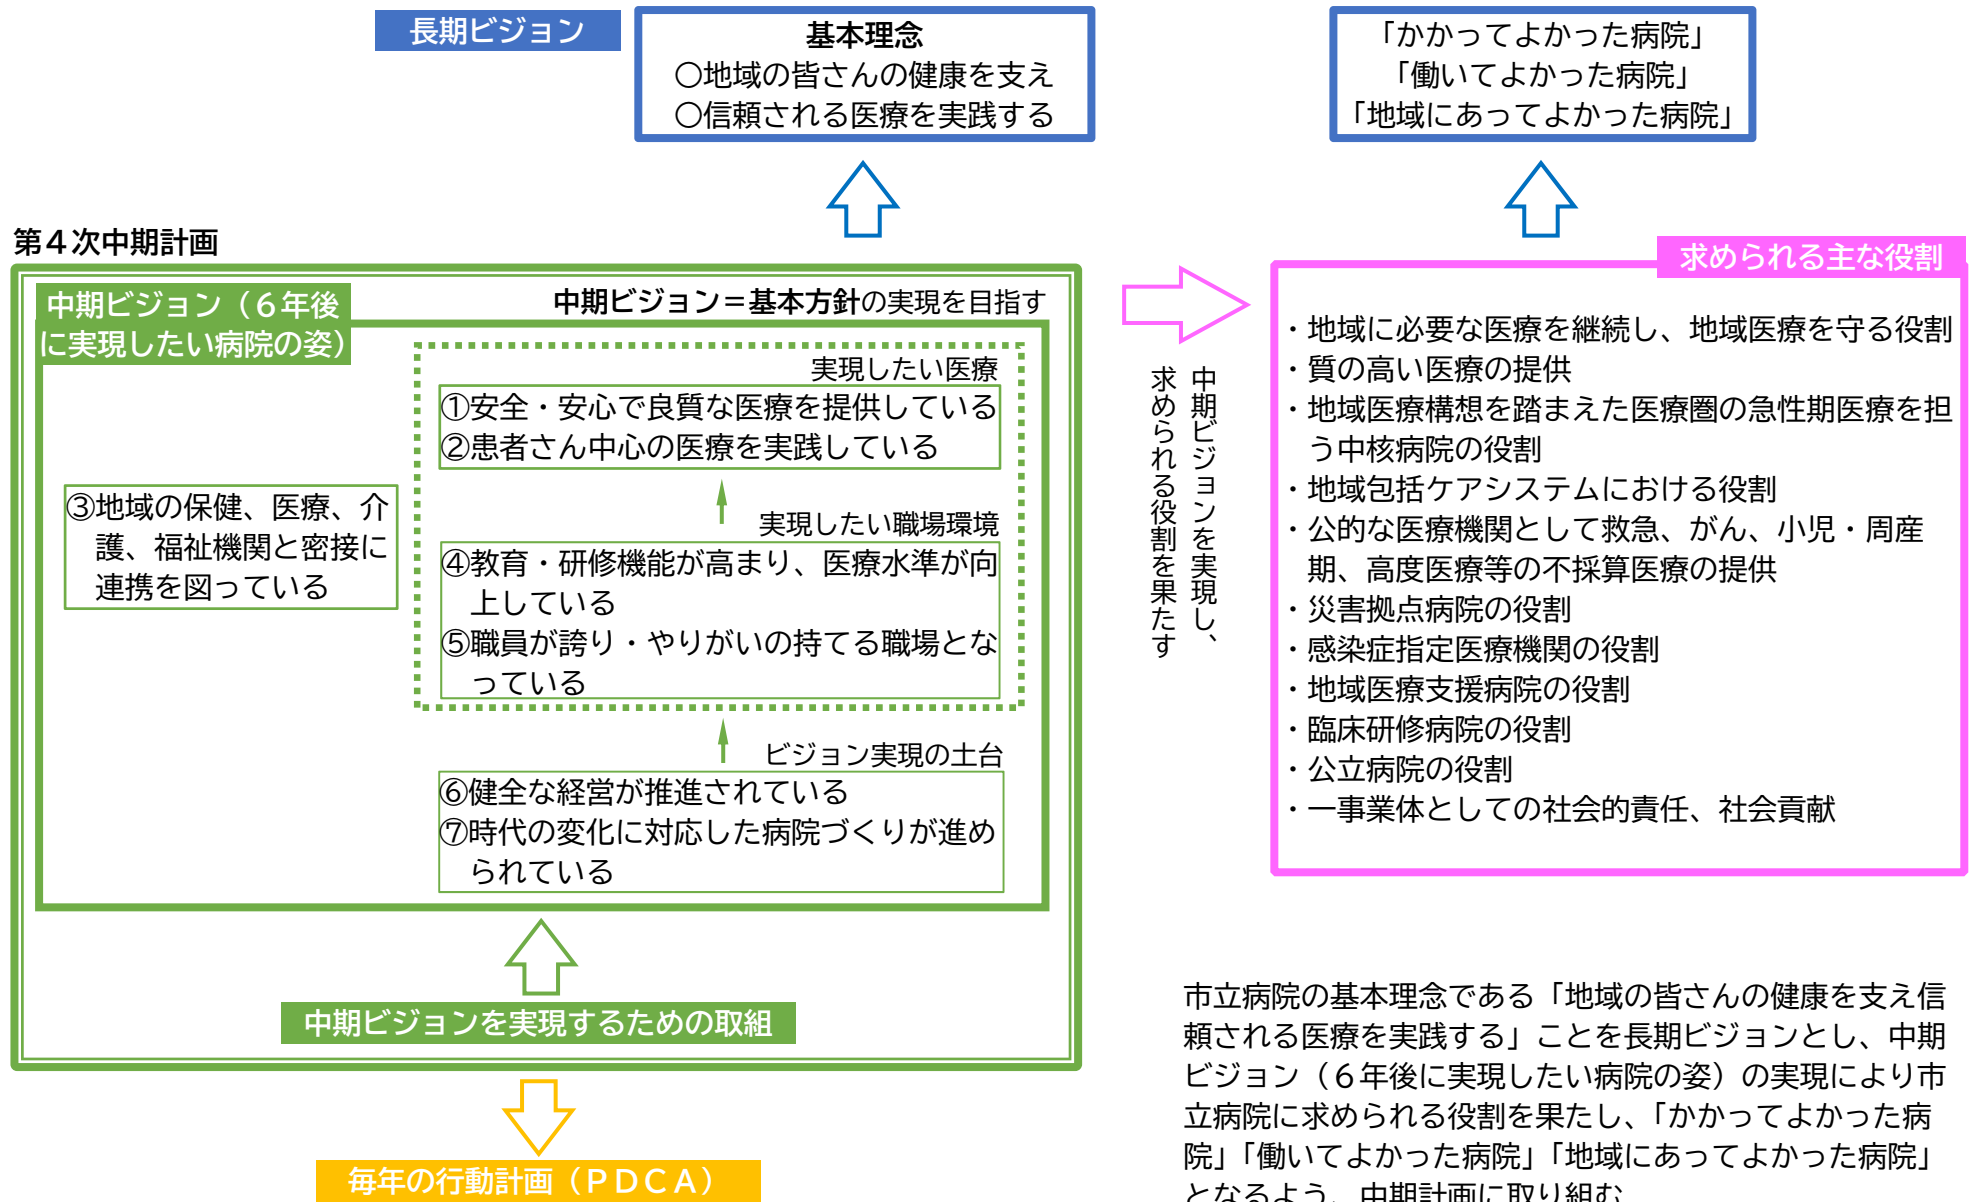 長期ビジョン
基本理念
〇地域の皆さんの健康を支え
〇信頼される医療を実践する
「かかってよかった病院」
「働いてよかった病院」
「地域にあってよかった病院」
第４次中期計画
中期ビジョン（６年後
に実現したい病院の姿）
中期ビジョン＝基本方針の実現を目指す
実現したい医療
①安全・安心で良質な医療を提供している
②患者さん中心の医療を実践している
③地域の保健、医療、介
護、福祉機関と密接に
連携を図っている
実現したい職場環境
④教育・研修機能が高まり、医療水準が向
上している
⑤職員が誇り・やりがいの持てる職場とな
っている
ビジョン実現の土台
⑥健全な経営が推進されている
⑦時代の変化に対応した病院づくりが進め
られている
中期ビジョンを実現するための取組
毎年の行動計画（ＰＤＣＡ）
中期ビジョンを実現し、
求められる役割を果たす
求められる主な役割
・地域に必要な医療を継続し、地域医療を守る役割
・質の高い医療の提供
・地域医療構想を踏まえた医療圏の急性期医療を担
う中核病院の役割
・地域包括ケアシステムにおける役割
・公的な医療機関として救急、がん、小児・周産
期、高度医療等の不採算医療の提供
・災害拠点病院の役割
・感染症指定医療機関の役割
・地域医療支援病院の役割
・臨床研修病院の役割
・公立病院の役割
・一事業体としての社会的責任、社会貢献
市立病院の基本理念である「地域の皆さんの健康を支え信
頼される医療を実践する」ことを長期ビジョンとし、中期
ビジョン（６年後に実現したい病院の姿）の実現により市
立病院に求められる役割を果たし、「かかってよかった病
院」「働いてよかった病院」「地域にあってよかった病院」
となるよう、中期計画に取り組む